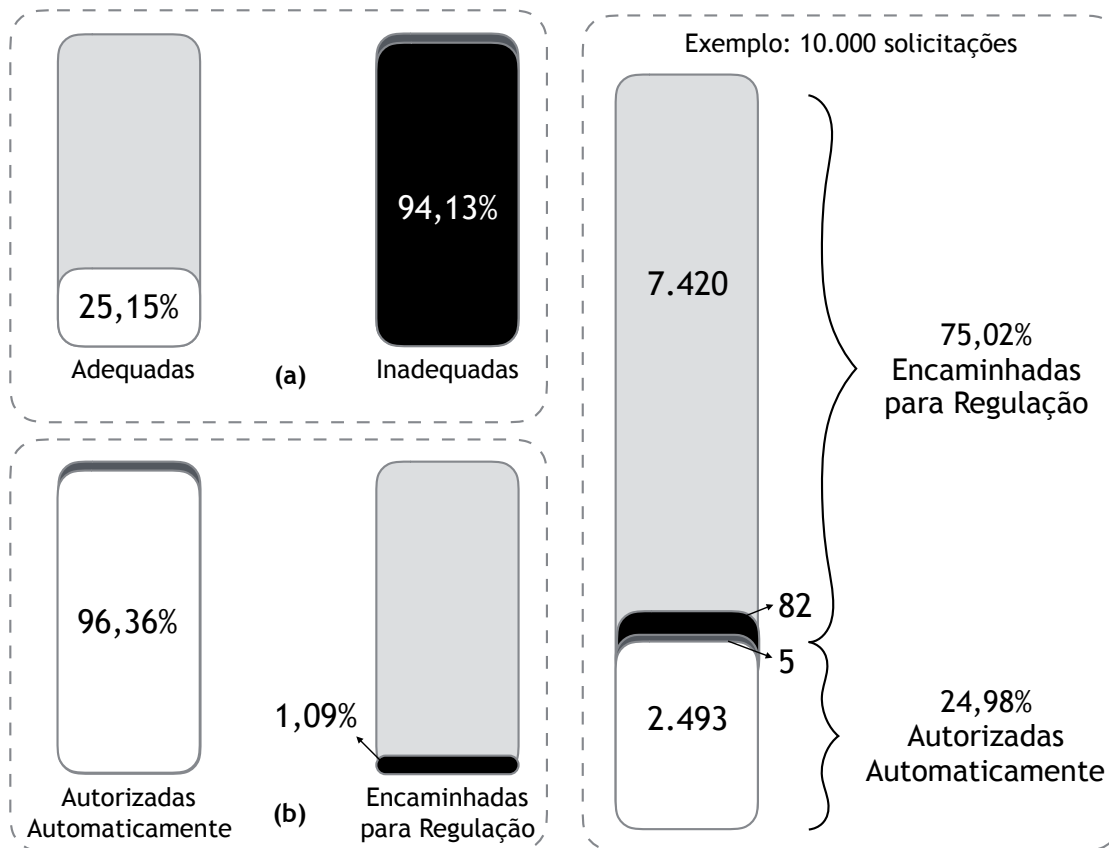 25,15%
Adequadas
94,13%
Inadequadas
(a)
96,36%
Autorizadas
Automaticamente
1,09%
Encaminhadas
para Regulação
(b)
Exemplo: 10.000 solicitações
7.420
82
5
2.493
75,02%
Encaminhadas
para Regulação
24,98%
Autorizadas
Automaticamente